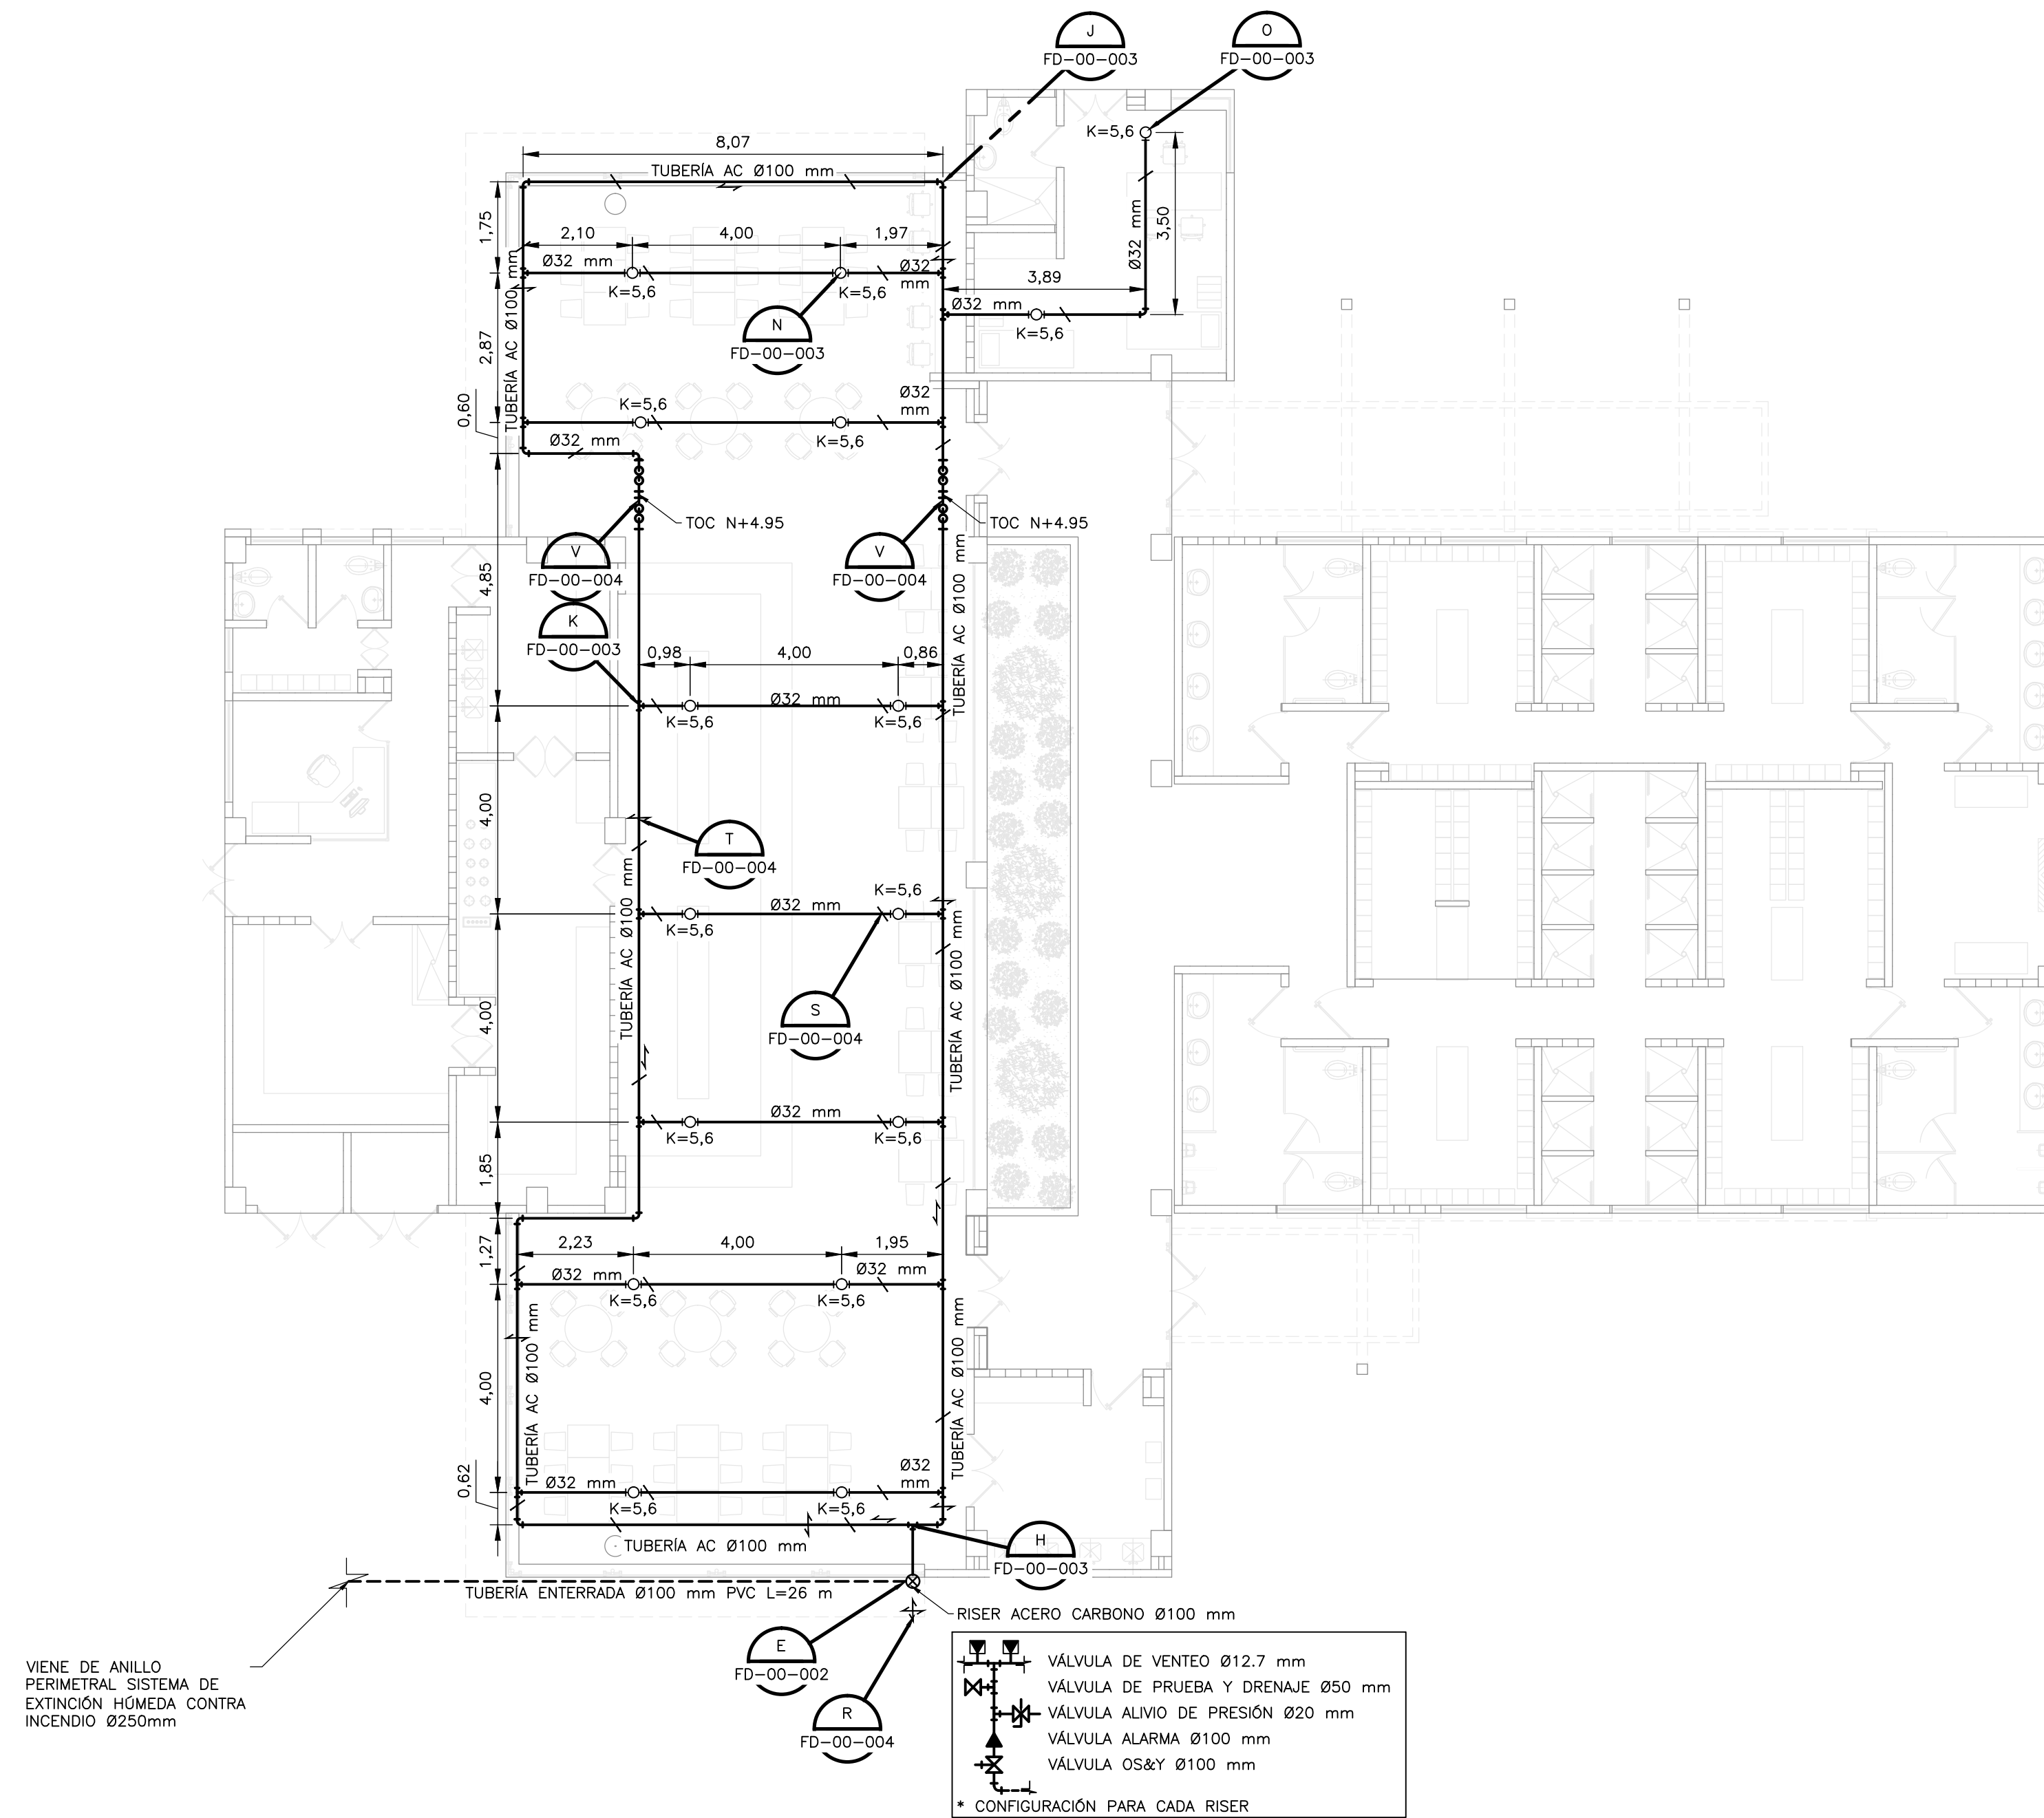 J
FD-00-003
O
FD-00-003
K=5,6
8,07
TUBERÍA AC Ø100 mm
1,75
2,10
4,00
1,97
3,50
Ø32 mm
Ø32 mm
Ø32
mm
K=5,6
K=5,6
3,89
Ø32 mm
K=5,6
N
FD-00-003
TUBERÍA AC Ø100 mm
2,87
0,60
K=5,6
Ø32
mm
K=5,6
Ø32 mm
TOC N+4.95
TOC N+4.95
V
FD-00-004
V
FD-00-004
4,85
K
FD-00-003
TUBERÍA AC Ø100 mm
0,98
4,00
0,86
Ø32 mm
K=5,6
K=5,6
4,00
T
FD-00-004
TUBERÍA AC Ø100 mm
K=5,6
Ø32 mm
K=5,6
4,00
S
FD-00-004
TUBERÍA AC Ø100 mm
Ø32 mm
K=5,6
K=5,6
1,85
1,27
2,23
4,00
1,95
Ø32 mm
Ø32 mm
K=5,6
K=5,6
4,00
TUBERÍA AC Ø100 mm
TUBERÍA AC Ø100 mm
0,62
Ø32 mm
Ø32
mm
K=5,6
K=5,6
TUBERÍA AC Ø100 mm
H
FD-00-003
TUBERÍA ENTERRADA Ø100 mm PVC L=26 m
RISER ACERO CARBONO Ø100 mm
E
FD-00-002
R
FD-00-004
VIENE DE ANILLO
PERIMETRAL SISTEMA DE
EXTINCIÓN HÚMEDA CONTRA
INCENDIO Ø250mm
VÁLVULA DE VENTEO Ø12.7 mm
VÁLVULA DE PRUEBA Y DRENAJE Ø50 mm
VÁLVULA ALIVIO DE PRESIÓN Ø20 mm
VÁLVULA ALARMA Ø100 mm
VÁLVULA OS&Y Ø100 mm
* CONFIGURACIÓN PARA CADA RISER